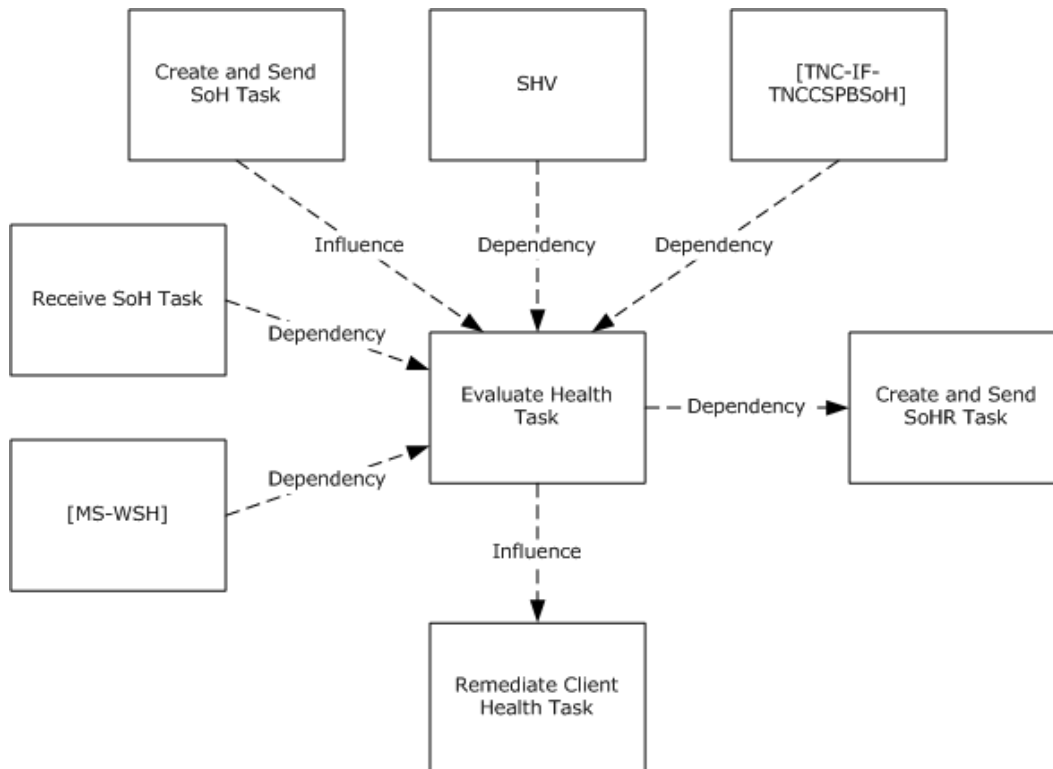 Create and Send
SoH Task
SHV
[TNC-IF-
TNCCSPBSoH]
Influence
Dependency
Dependency
Receive SoH Task
Dependency
Evaluate Health
Task
Dependency
Create and Send
SoHR Task
Dependency
[MS-WSH]
Influence
Remediate Client
Health Task